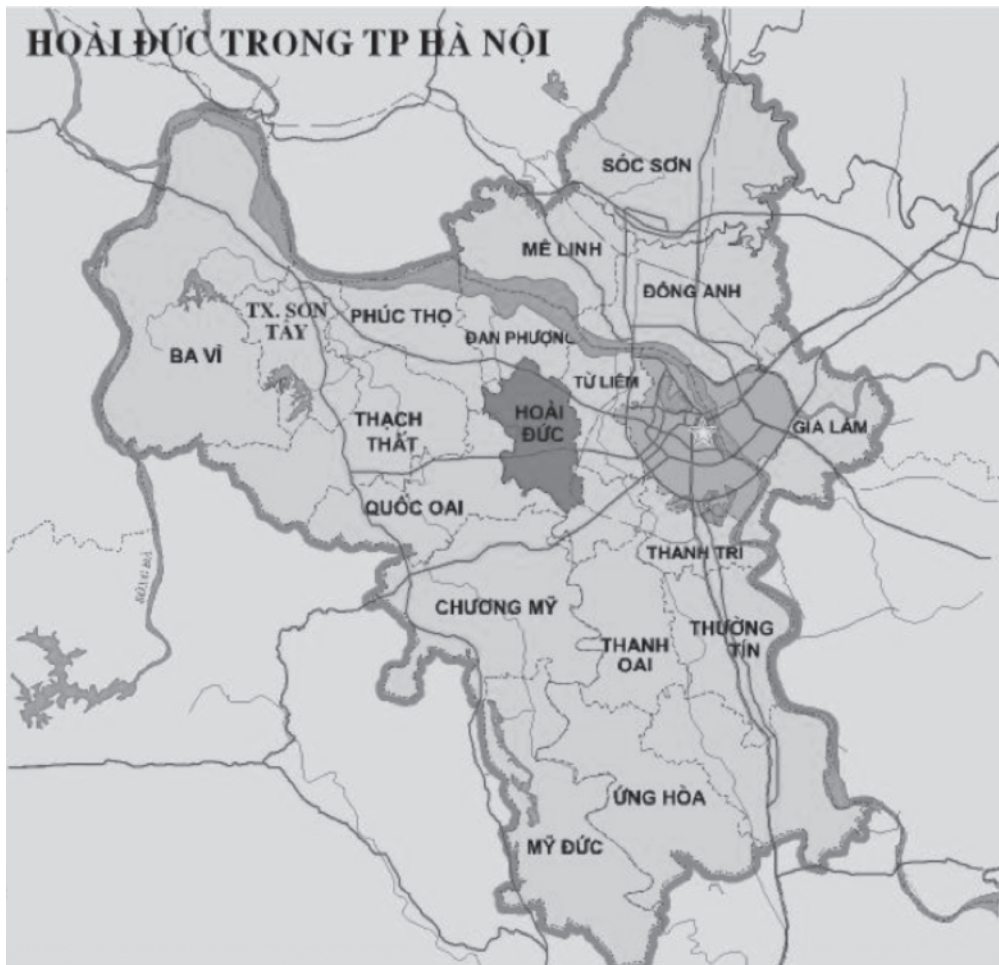 HOÀI ĐỨC TRONG TP HÀ NỘI
SÓC SƠN
MÊ LINH
ĐÔNG ANH
TX. SƠN
TÂY
PHÚC THỌ
ĐAN PHƯỢNG
BA VÌ
TỪ LIÊM
THẠCH
THẤT
HOÀI
ĐỨC
GIA LÂM
QUỐC OAI
THANH TRÌ
CHƯƠNG MỸ
THANH
OAI
THƯỜNG
TÍN
ỨNG HÒA
MỸ ĐỨC